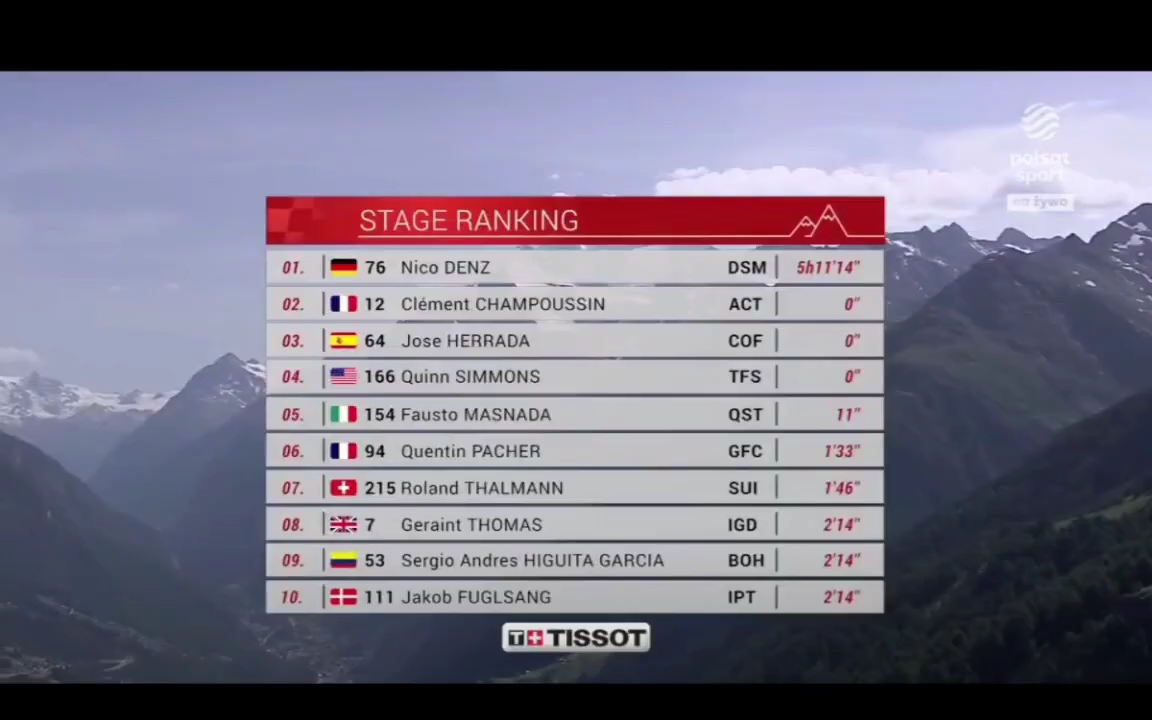 polsat
sport
na żywo
STAGE RANKING
01. 76 Nico DENZ DSM 5h11'14"
02. 12 Clément CHAMPOUSSIN ACT 0"
03. 64 Jose HERRADA COF 0"
04. 166 Quinn SIMMONS TFS 0"
05. 154 Fausto MASNADA QST 11"
06. 94 Quentin PACHER GFC 1'33"
07. 215 Roland THALMANN SUI 1'46"
08. 7 Geraint THOMAS IGD 2'14"
09. 53 Sergio Andres HIGUITA GARCIA BOH 2'14"
10. 111 Jakob FUGLSANG IPT 2'14"
T+ TISSOT